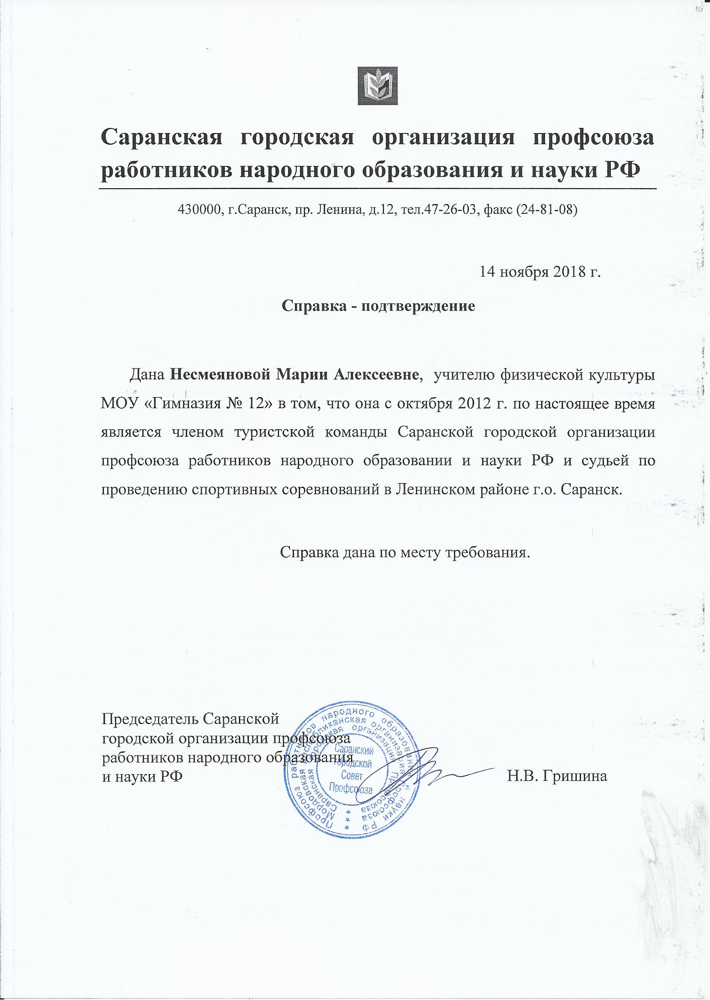 Саранская городская организация профсоюза
работников народного образования и науки РФ
430000, г.Саранск, пр. Ленина, д.12, тел.47-26-03, факс (24-81-08)
14 ноября 2018 г.
Справка - подтверждение
Дана Несмеяновой Марии Алексеевне, учителю физической культуры
МОУ «Гимназия № 12» в том, что она с октября 2012 г. по настоящее время
является членом туристской команды Саранской городской организации
профсоюза работников народного образовании и науки РФ и судьей по
проведению спортивных соревнований в Ленинском районе г.о. Саранск.
Справка дана по месту требования.
Председатель Саранской
городской организации профсоюза
работников народного образования
и науки РФ
Н.В. Гришина
Профсоюз работников народного образования и науки РФ
Мордовская республиканская организация Профсоюза
Саранская городская организация Профсоюза
Саранский
городской
Совет
Профсоюза